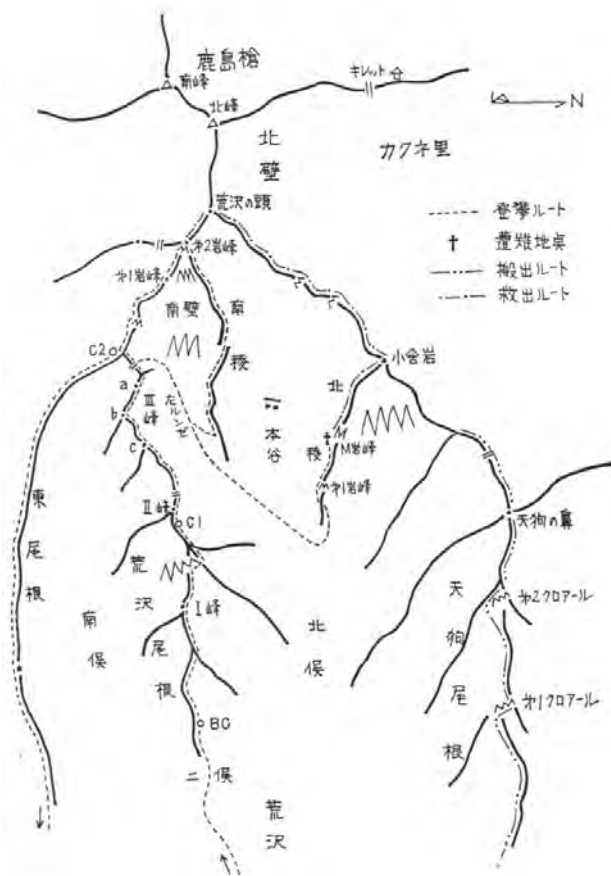 鹿島槍
南峰
キレット
北峰
N
北壁
カクネ里
荒沢の頭
登攀ルート
遭難地点
搬出ルート
救出ルート
第2岩峰
第1岩峰
南壁
南稜
C2
小舎岩
a
Ⅲ峰
左ルンゼ
本谷
北稜
b
M岩峰
c
第1岩峰
Ⅱ峰
C1
天狗の鼻
東尾根
荒沢尾根
南俣
Ⅰ峰
北俣
天狗尾根
第2クロアール
第1クロアール
BC
二俣
荒沢